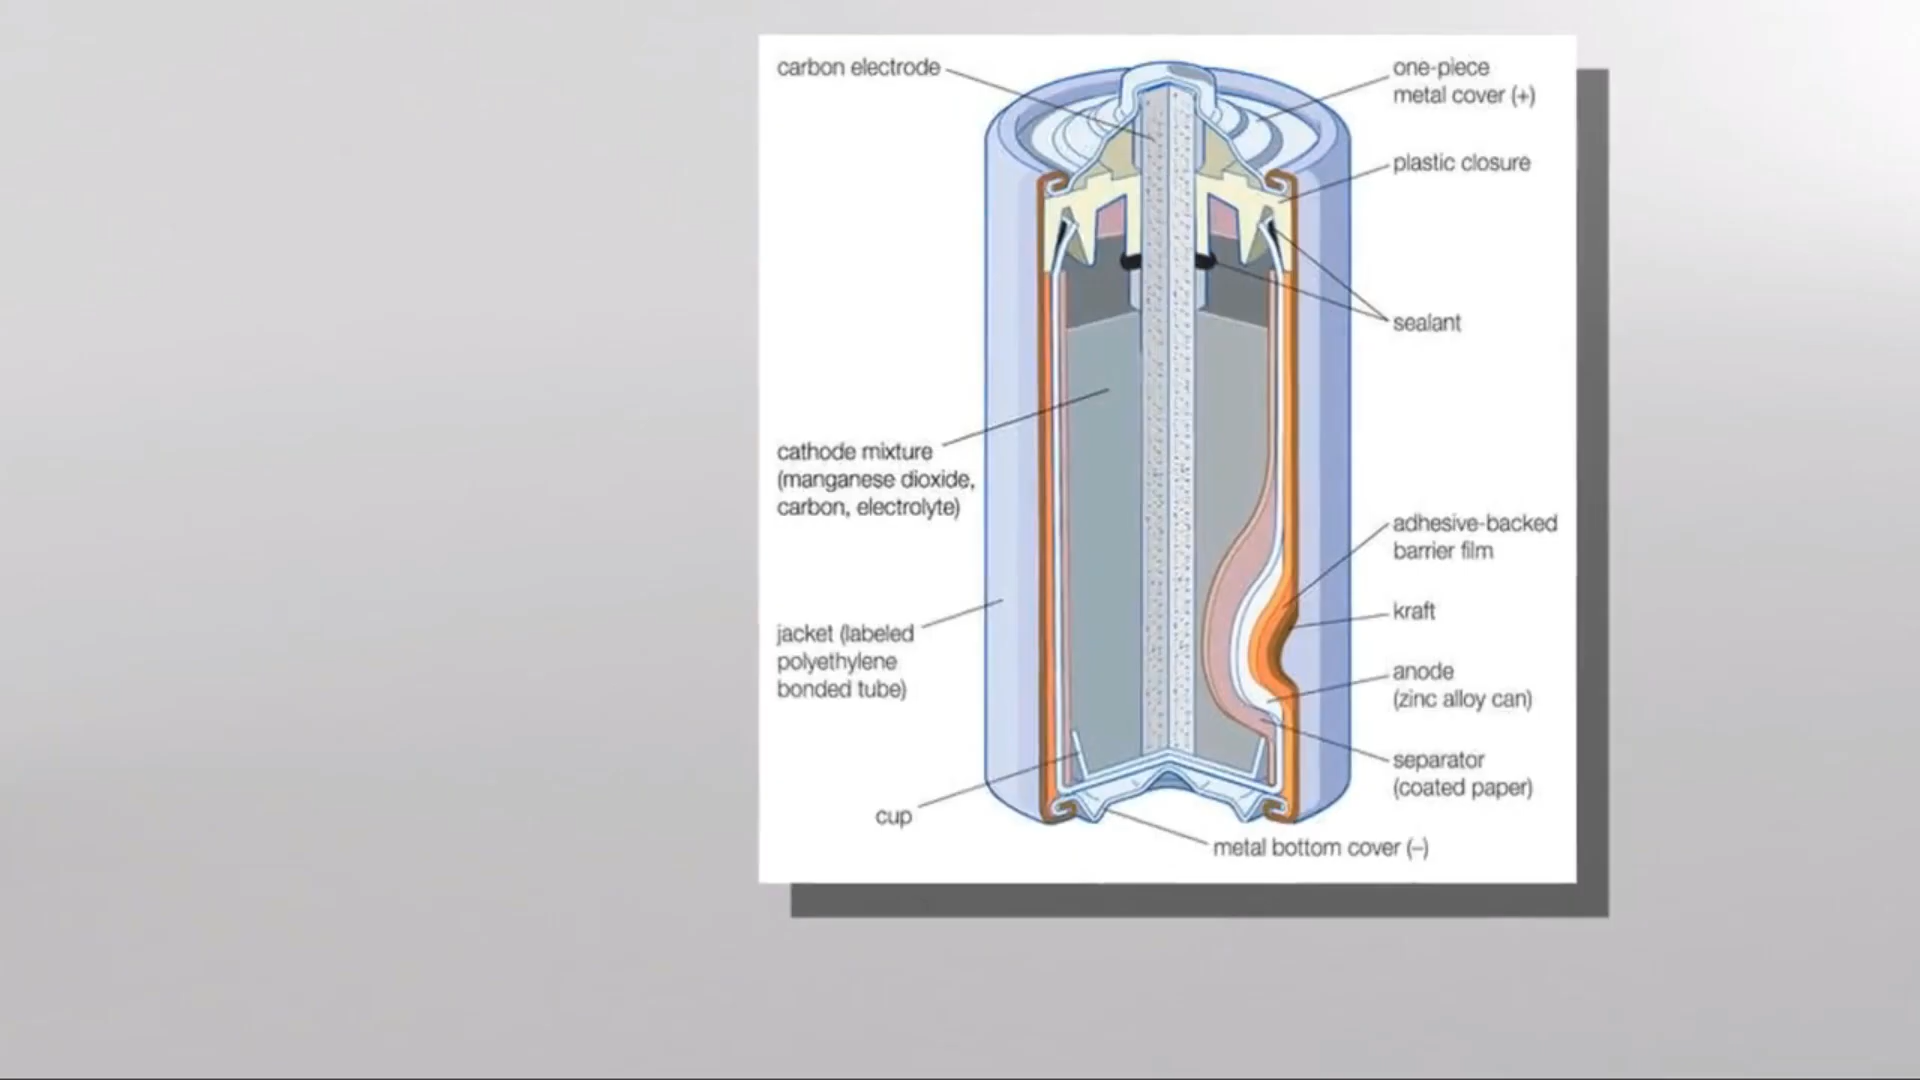 carbon electrode
one-piece
metal cover (+)
plastic closure
sealant
cathode mixture
(manganese dioxide,
carbon, electrolyte)
adhesive-backed
barrier film
kraft
jacket (labeled
polyethylene
bonded tube)
anode
(zinc alloy can)
separator
(coated paper)
cup
metal bottom cover (–)